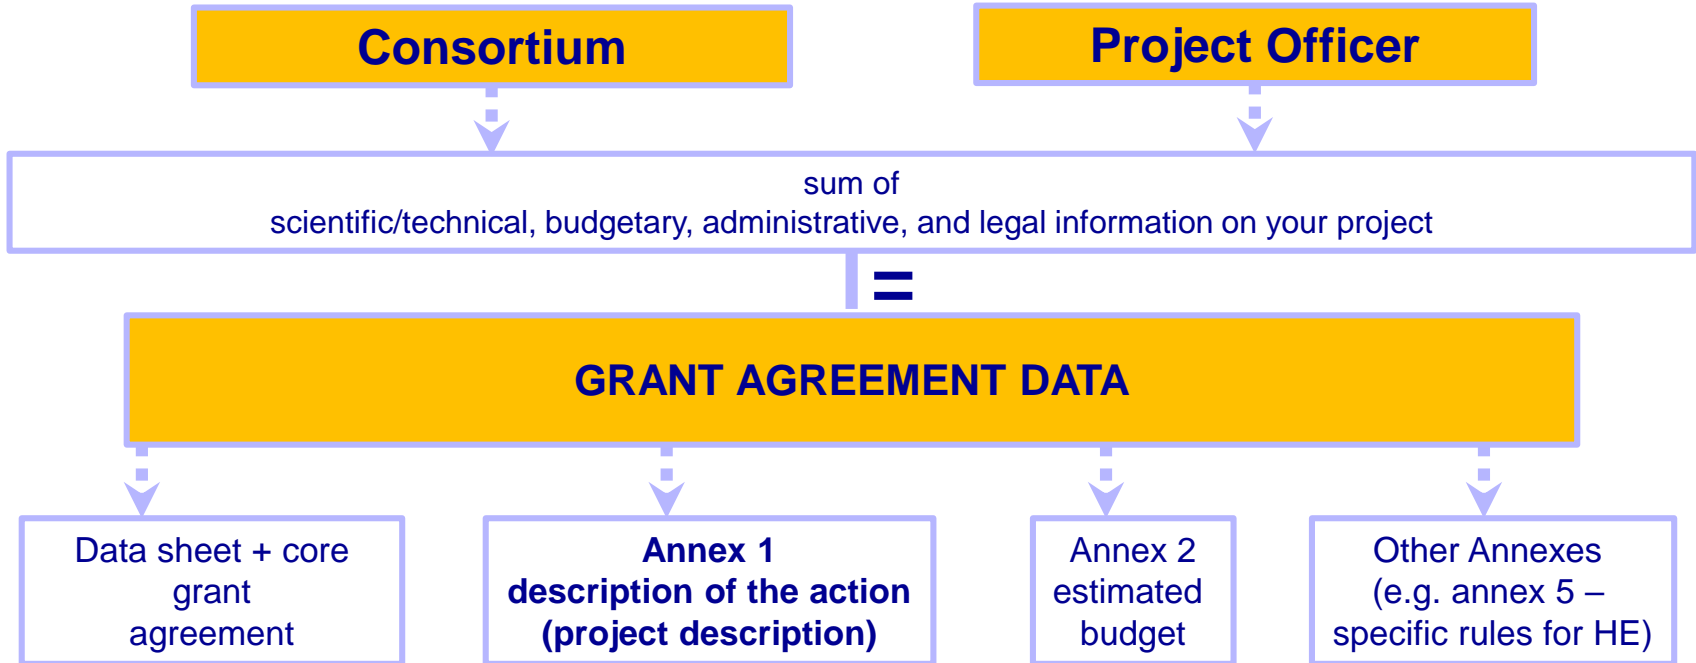 Consortium
Project Officer
sum of
scientific/technical, budgetary, administrative, and legal information on your project
=
GRANT AGREEMENT DATA
Data sheet + core
grant
agreement
Annex 1
description of the action
(project description)
Annex 2
estimated
budget
Other Annexes
(e.g. annex 5 –
specific rules for HE)